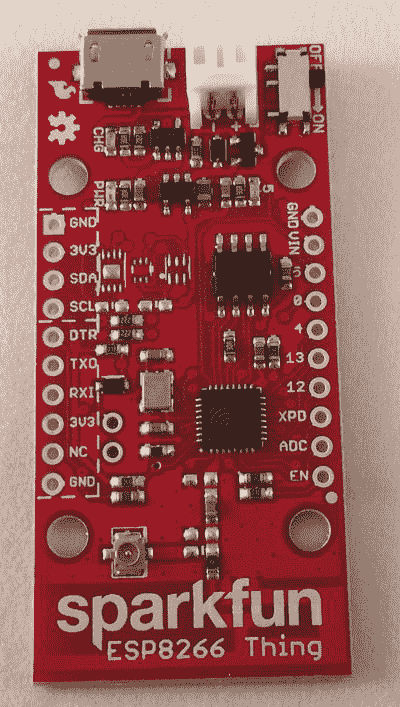 OFF
ON
CHG
- +
PWR
5
GND
3V3
SDA
SCL
DTR
TXO
RXI
3V3
NC
GND
GND
VIN
5
0
4
13
12
XPD
ADC
EN
sparkfun
ESP8266 Thing